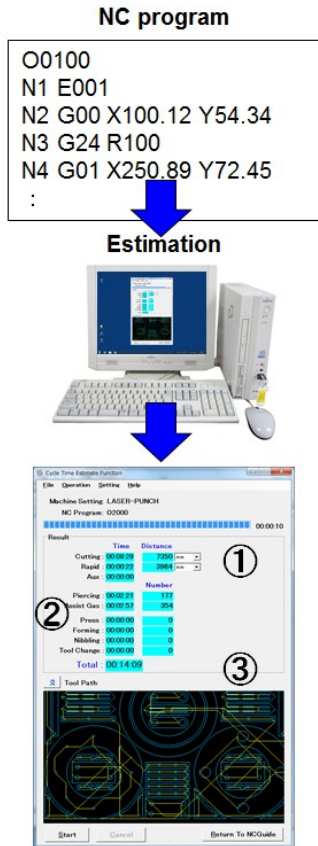 NC program
O0100
N1 E001
N2 G00 X100.12 Y54.34
N3 G24 R100
N4 G01 X250.89 Y72.45
:
Estimation
Cycle Time Estimate Function
File Operation Setting Help
Machine Setting LASER-PUNCH
NC Program: O2000
00:00:10
Result
Time Distance
Cutting: 00:08:29 7350 mm
①
Rapid: 00:00:22 3964 mm
Aux: 00:00:00
Number
Piercing: 00:02:21 177
② Assist Gas: 00:02:57 354
Press: 00:00:00 0
Forming: 00:00:00 0
Nibbling: 00:00:00 0
Tool Change: 00:00:00 0
Total: 00:14:09
③
Tool Path
Start Cancel Return To NCGuide